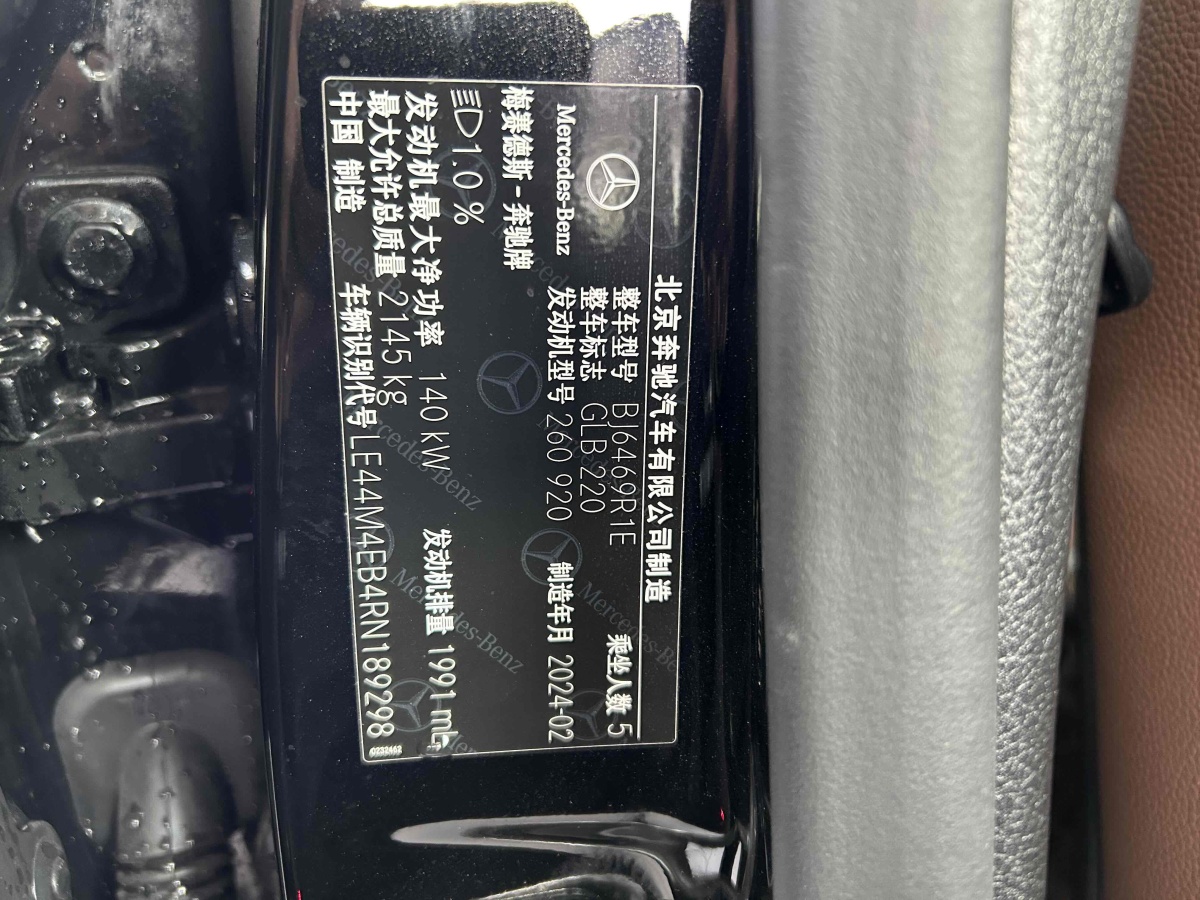 北京奔驰汽车有限公司制造
Mercedes-Benz
梅赛德斯-奔驰牌
整车型号 BJ6469R1E 乘坐人数 5
整车标志 GLB 220
发动机型号 260 920 制造年月 2024-02
1.0 %
发动机最大净功率 140 kW 发动机排量 1991 mL
最大允许总质量 2145 kg
中国 制造 车辆识别代号 LE44M4EB4RN189298
0232462